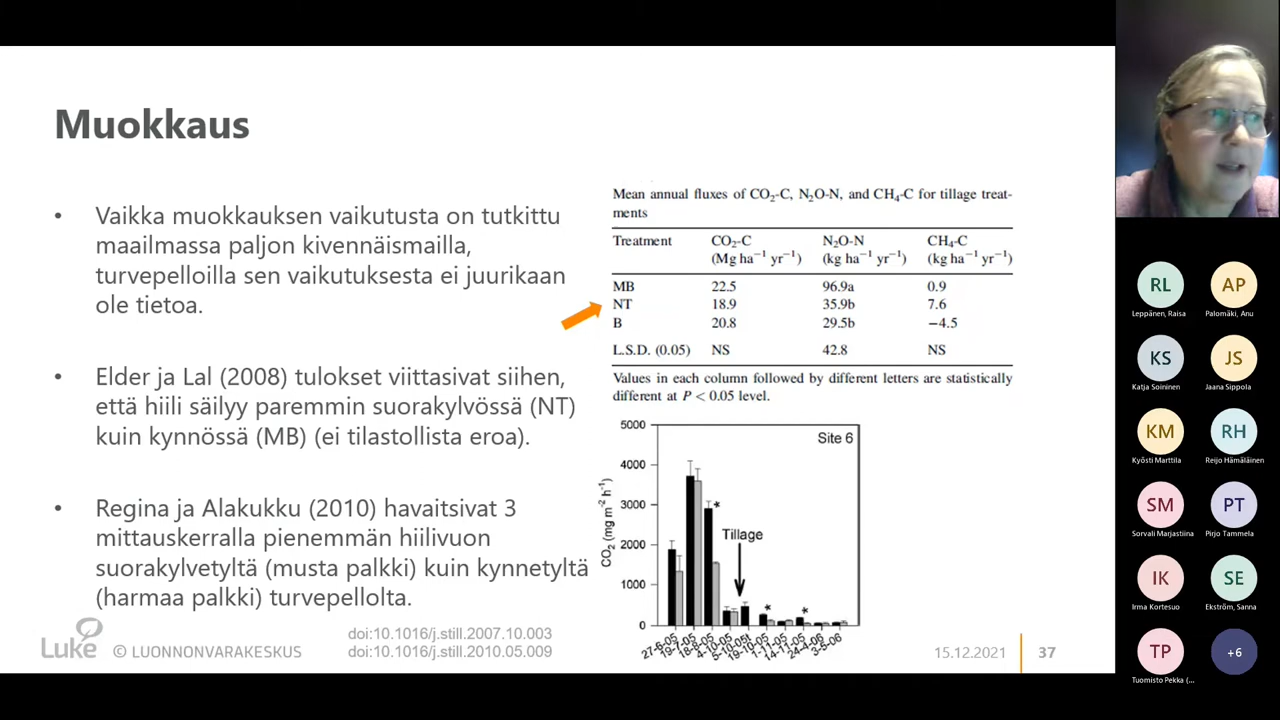 Muokkaus
• Vaikka muokkauksen vaikutusta on tutkittu
maailmassa paljon kivennäismailla,
turvepelloilla sen vaikutuksesta ei juurikaan
ole tietoa.
• Elder ja Lal (2008) tulokset viittasivat siihen,
että hiili säilyy paremmin suorakylvössä (NT)
kuin kynnössä (MB) (ei tilastollista eroa).
• Regina ja Alakukku (2010) havaitsivat 3
mittauskerralla pienemmän hiilivuon
suorakylvetyltä (musta palkki) kuin kynnetyltä
(harmaa palkki) turvepellolta.
Mean annual fluxes of CO₂-C, N₂O-N, and CH₄-C for tillage treat-
ments
Treatment CO₂-C N₂O-N CH₄-C
(Mg ha⁻¹ yr⁻¹) (kg ha⁻¹ yr⁻¹) (kg ha⁻¹ yr⁻¹)
MB 22.5 96.9a 0.9
NT 18.9 35.9b 7.6
B 20.8 29.5b −4.5
L.S.D. (0.05) NS 42.8 NS
Values in each column followed by different letters are statistically
different at P < 0.05 level.
Site 6
CO₂ (mg m⁻² h⁻¹)
5000
4000
3000
2000
1000
0
Tillage
*
*
*
27-6-05
19-7-05
18-8-05
4-10-05
5-10-05t
19-10-05
1-11-05
14-11-05
24-4-06
3-5-06
Luke
© LUONNONVARAKESKUS
doi:10.1016/j.still.2007.10.003
doi:10.1016/j.still.2010.05.009
15.12.2021
37
RL AP
Leppänen, Raisa Palomäki, Anu
KS JS
Katja Soininen Jaana Sippola
KM RH
Kyösti Marttila Reijo Hämäläinen
SM PT
Sorvali Marjastiina Pirjo Tammela
IK SE
Irma Kortesuo Ekström, Sanna
TP +6
Tuomisto Pekka (...